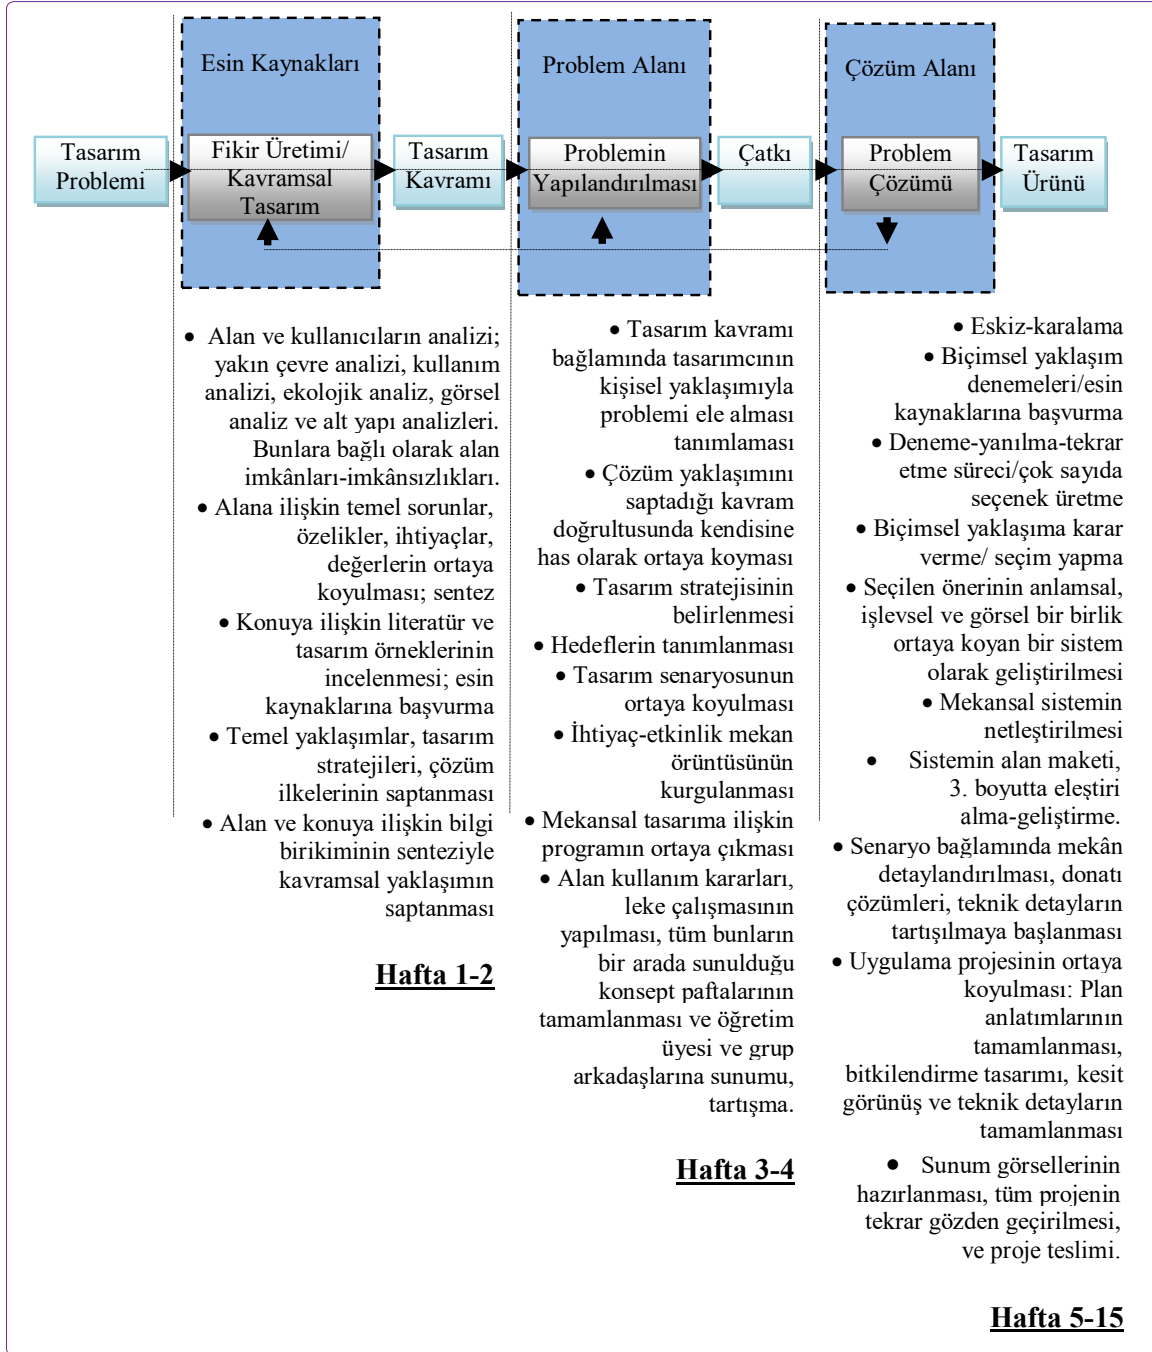 Esin Kaynakları
Problem Alanı
Çözüm Alanı
Tasarım
Problemi
Fikir Üretimi/
Kavramsal
Tasarım
Tasarım
Kavramı
Problemin
Yapılandırılması
Çatkı
Problem
Çözümü
Tasarım
Ürünü
• Alan ve kullanıcıların analizi;
yakın çevre analizi, kullanım
analizi, ekolojik analiz, görsel
analiz ve alt yapı analizleri.
Bunlara bağlı olarak alan
imkânları-imkânsızlıkları.
• Alana ilişkin temel sorunlar,
özelikler, ihtiyaçlar,
değerlerin ortaya
koyulması; sentez
• Konuya ilişkin literatür ve
tasarım örneklerinin
incelenmesi; esin
kaynaklarına başvurma
• Temel yaklaşımlar, tasarım
stratejileri, çözüm
ilkelerinin saptanması
• Alan ve konuya ilişkin bilgi
birikiminin senteziyle
kavramsal yaklaşımın
saptanması
Hafta 1-2
• Tasarım kavramı
bağlamında tasarımcının
kişisel yaklaşımıyla
problemi ele alması
tanımlaması
• Çözüm yaklaşımını
saptadığı kavram
doğrultusunda kendisine
has olarak ortaya koyması
• Tasarım stratejisinin
belirlenmesi
• Hedeflerin tanımlanması
• Tasarım senaryosunun
ortaya koyulması
• İhtiyaç-etkinlik mekan
örüntüsünün
kurgulanması
• Mekansal tasarıma ilişkin
programın ortaya çıkması
• Alan kullanım kararları,
leke çalışmasının
yapılması, tüm bunların
bir arada sunulduğu
konsept paftalarının
tamamlanması ve öğretim
üyesi ve grup
arkadaşlarına sunumu,
tartışma.
Hafta 3-4
• Eskiz-karalama
• Biçimsel yaklaşım
denemeleri/esin
kaynaklarına başvurma
• Deneme-yanılma-tekrar
etme süreci/çok sayıda
seçenek üretme
• Biçimsel yaklaşıma karar
verme/ seçim yapma
• Seçilen önerinin anlamsal,
işlevsel ve görsel bir birlik
ortaya koyan bir sistem
olarak geliştirilmesi
• Mekansal sistemin
netleştirilmesi
• Sistemin alan maketi,
3. boyutta eleştiri
alma-geliştirme.
• Senaryo bağlamında mekân
detaylandırılması, donatı
çözümleri, teknik detayların
tartışılmaya başlanması
• Uygulama projesinin ortaya
koyulması: Plan
anlatımlarının
tamamlanması,
bitkilendirme tasarımı, kesit
görünüş ve teknik detayların
tamamlanması
• Sunum görsellerinin
hazırlanması, tüm projenin
tekrar gözden geçirilmesi,
ve proje teslimi.
Hafta 5-15